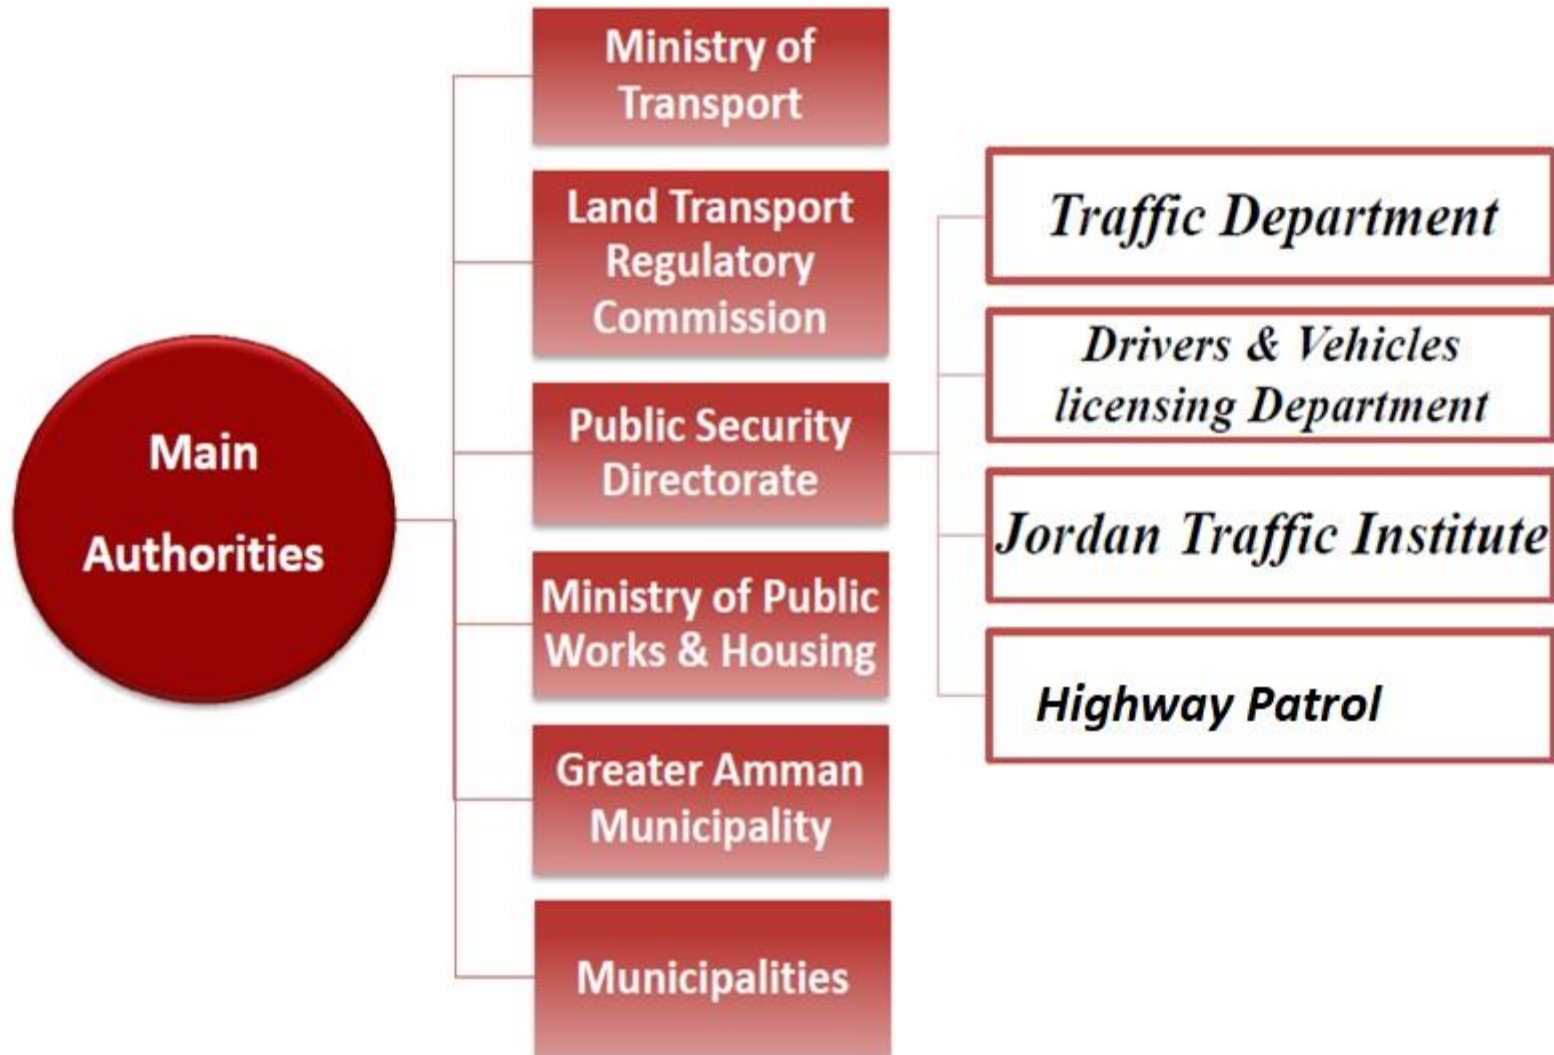 Main
Authorities
Ministry of
Transport
Land Transport
Regulatory
Commission
Public Security
Directorate
Ministry of Public
Works & Housing
Greater Amman
Municipality
Municipalities
Traffic Department
Drivers & Vehicles
licensing Department
Jordan Traffic Institute
Highway Patrol